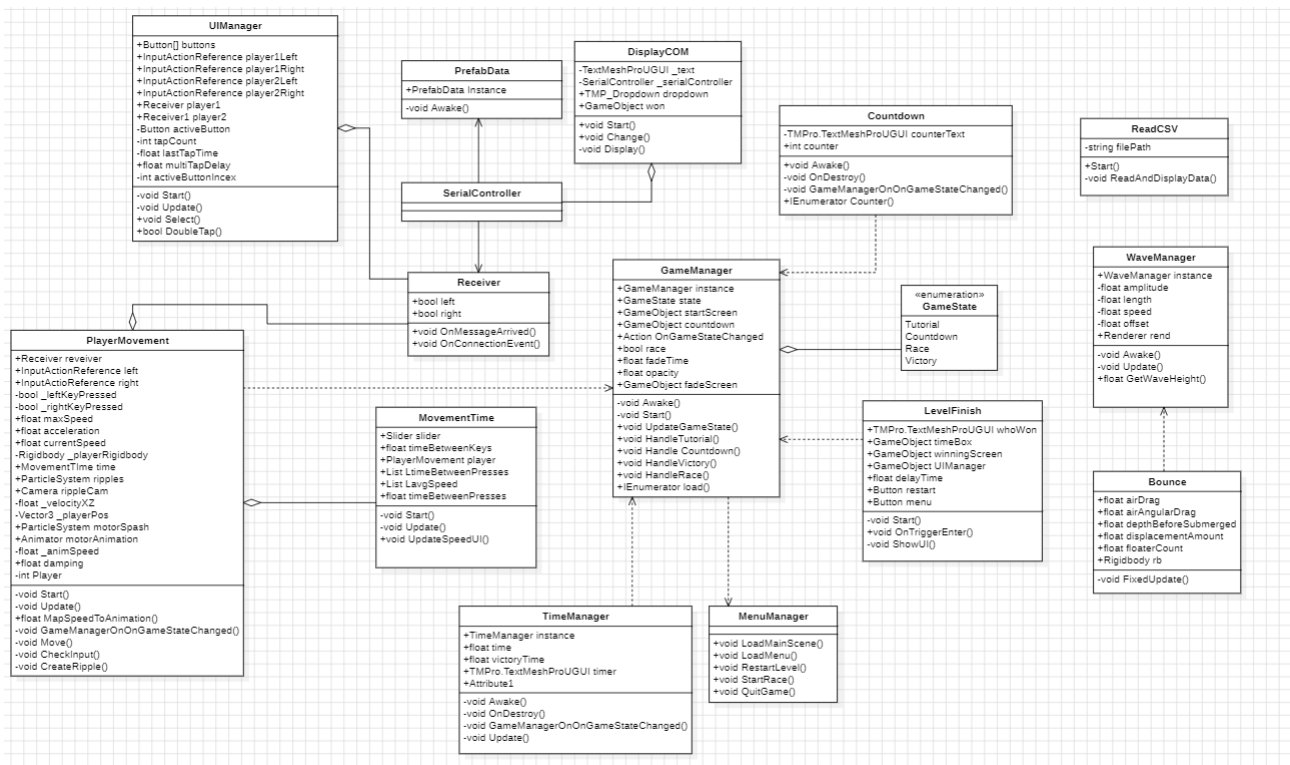 UIManager
+Button[] buttons
+InputActionReference player1Left
+InputActionReference player1Right
+InputActionReference player2Left
+InputActionReference player2Right
+Receiver player1
+Receiver1 player2
-Button activeButton
-int tapCount
-float lastTapTime
+float multiTapDelay
-int activeButtonIncex
-void Start()
-void Update()
+void Select()
+bool DoubleTap()
PrefabData
+PrefabData Instance
-void Awake()
DisplayCOM
-TextMeshProUGUI _text
-SerialController _serialController
+TMP_Dropdown dropdown
+GameObject won
+void Start()
+void Change()
-void Display()
Countdown
-TMPro.TextMeshProUGUI counterText
+int counter
+void Awake()
-void OnDestroy()
-void GameManagerOnOnGameStateChanged()
+IEnumerator Counter()
ReadCSV
-string filePath
+Start()
-void ReadAndDisplayData()
SerialController
Receiver
+bool left
+bool right
+void OnMessageArrived()
+void OnConnectionEvent()
GameManager
+GameManager instance
+GameState state
+GameObject startScreen
+GameObject countdown
+Action OnGameStateChanged
+bool race
+float fadeTime
+float opacity
+GameObject fadeScreen
-void Awake()
-void Start()
+void UpdateGameState()
-void HandleTutorial()
+void Handle Countdown()
+void HandleVictory()
+void HandleRace()
+IEnumerator load()
«enumeration»
GameState
Tutorial
Countdown
Race
Victory
WaveManager
+WaveManager instance
-float amplitude
-float length
-float speed
-float offset
+Renderer rend
-void Awake()
-void Update()
+float GetWaveHeight()
PlayerMovement
+Receiver reveiver
+InputActionReference left
+InputActioReference right
-bool _leftKeyPressed
-bool _rightKeyPressed
+float maxSpeed
+float acceleration
+float currentSpeed
-Rigidbody _playerRigidbody
+MovementTIme time
+ParticleSystem ripples
+Camera rippleCam
-float _velocityXZ
-Vector3 _playerPos
+ParticleSystem motorSpash
+Animator motorAnimation
-float _animSpeed
+float damping
-int Player
-void Start()
-void Update()
+float MapSpeedToAnimation()
-void GameManagerOnOnGameStateChanged()
-void Move()
-void CheckInput()
-void CreateRipple()
MovementTime
+Slider slider
+float timeBetweenKeys
+PlayerMovement player
+List LtimeBetweenPresses
+List LavgSpeed
+float timeBetweenPresses
-void Start()
-void Update()
+void UpdateSpeedUI()
LevelFinish
+TMPro.TextMeshProUGUI whoWon
+GameObject timeBox
+GameObject winningScreen
+GameObject UIManager
+float delayTime
+Button restart
+Button menu
-void Start()
+void OnTriggerEnter()
-void ShowUI()
Bounce
+float airDrag
+float airAngularDrag
+float depthBeforeSubmerged
+float displacementAmount
+float floaterCount
+Rigidbody rb
-void FixedUpdate()
TimeManager
+TimeManager instance
+float time
+float victoryTime
+TMPro.TextMeshProUGUI timer
+Attribute1
-void Awake()
-void OnDestroy()
-void GameManagerOnOnGameStateChanged()
-void Update()
MenuManager
+void LoadMainScene()
+void LoadMenu()
+void RestartLevel()
+void StartRace()
+void QuitGame()